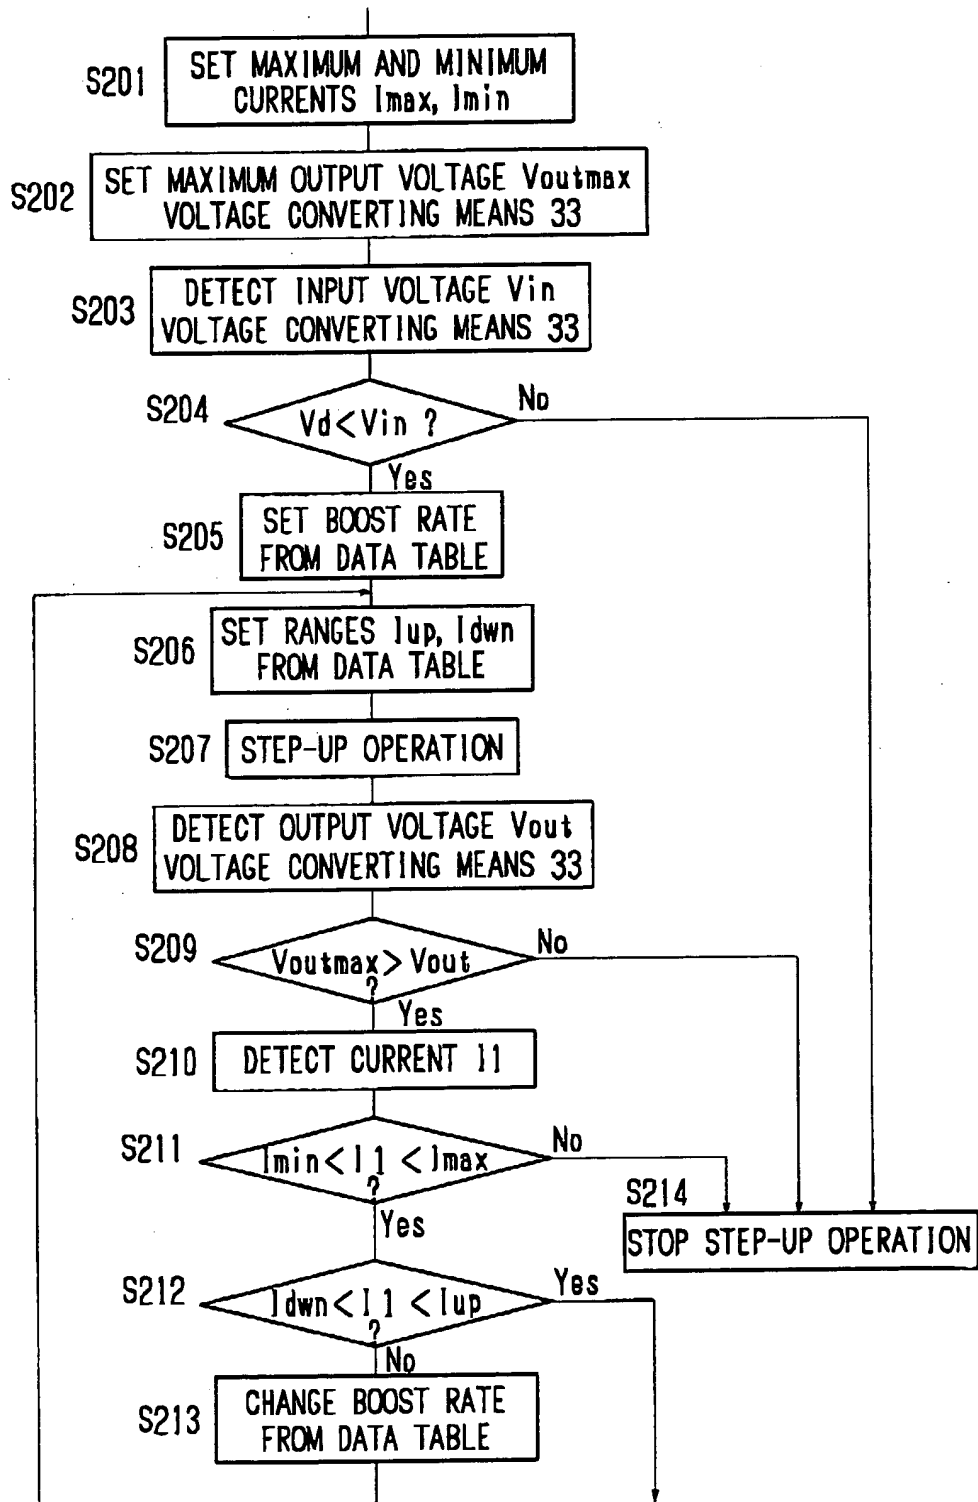 S201
SET MAXIMUM AND MINIMUM
CURRENTS Imax, Imin
S202
SET MAXIMUM OUTPUT VOLTAGE Voutmax
VOLTAGE CONVERTING MEANS 33
S203
DETECT INPUT VOLTAGE Vin
VOLTAGE CONVERTING MEANS 33
S204
Vd<Vin ?
No
Yes
S205
SET BOOST RATE
FROM DATA TABLE
S206
SET RANGES Iup, Idwn
FROM DATA TABLE
S207
STEP-UP OPERATION
S208
DETECT OUTPUT VOLTAGE Vout
VOLTAGE CONVERTING MEANS 33
S209
Voutmax>Vout
?
No
Yes
S210
DETECT CURRENT I1
S211
Imin<I1<Imax
?
No
Yes
S214
STOP STEP-UP OPERATION
S212
Idwn<I1<Iup
?
Yes
No
S213
CHANGE BOOST RATE
FROM DATA TABLE